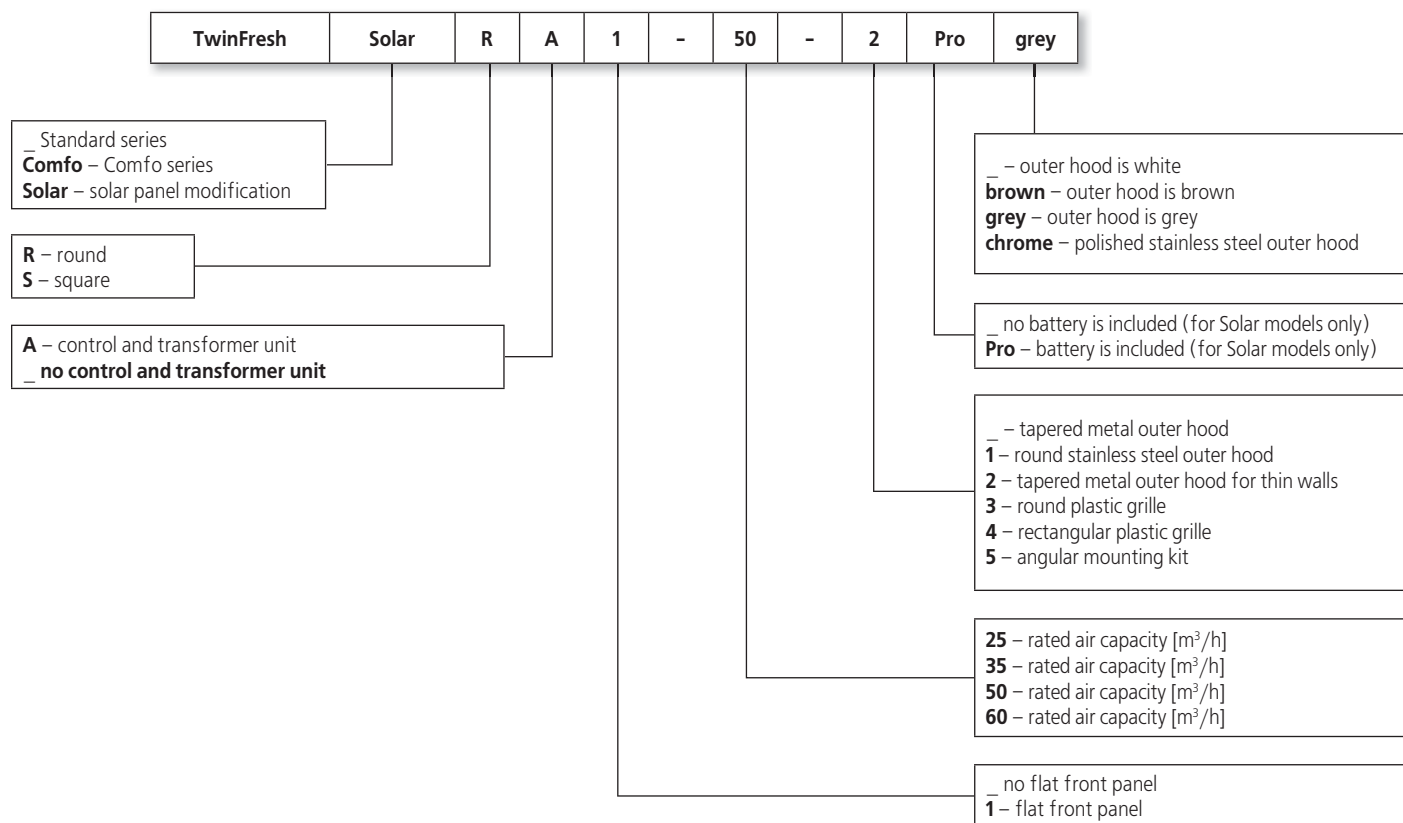 TwinFresh Solar R A 1 – 50 – 2 Pro grey
_ Standard series
Comfo – Comfo series
Solar – solar panel modification
R – round
S – square
A – control and transformer unit
_ no control and transformer unit
_ – outer hood is white
brown – outer hood is brown
grey – outer hood is grey
chrome – polished stainless steel outer hood
_ no battery is included (for Solar models only)
Pro – battery is included (for Solar models only)
_ – tapered metal outer hood
1 – round stainless steel outer hood
2 – tapered metal outer hood for thin walls
3 – round plastic grille
4 – rectangular plastic grille
5 – angular mounting kit
25 – rated air capacity [m³/h]
35 – rated air capacity [m³/h]
50 – rated air capacity [m³/h]
60 – rated air capacity [m³/h]
_ no flat front panel
1 – flat front panel